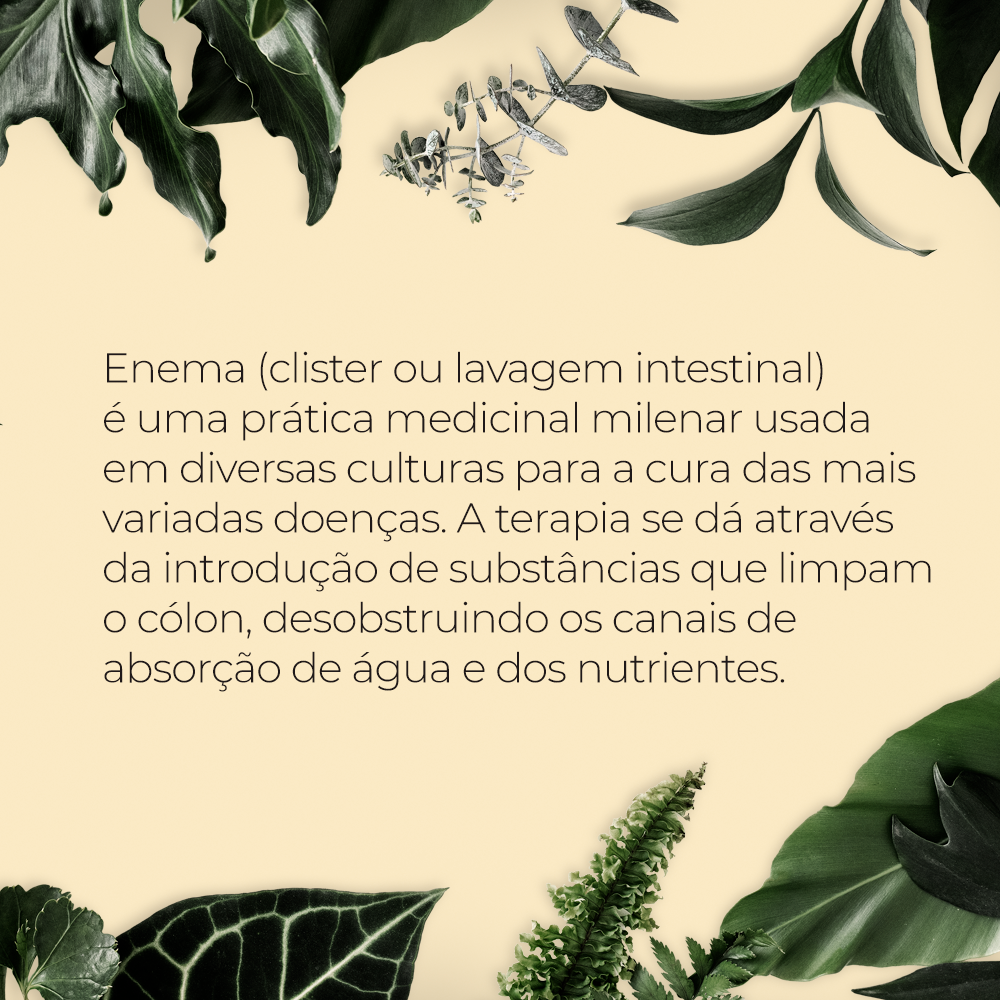 Enema (clister ou lavagem intestinal)
é uma prática medicinal milenar usada
em diversas culturas para a cura das mais
variadas doenças. A terapia se dá através
da introdução de substâncias que limpam
o cólon, desobstruindo os canais de
absorção de água e dos nutrientes.